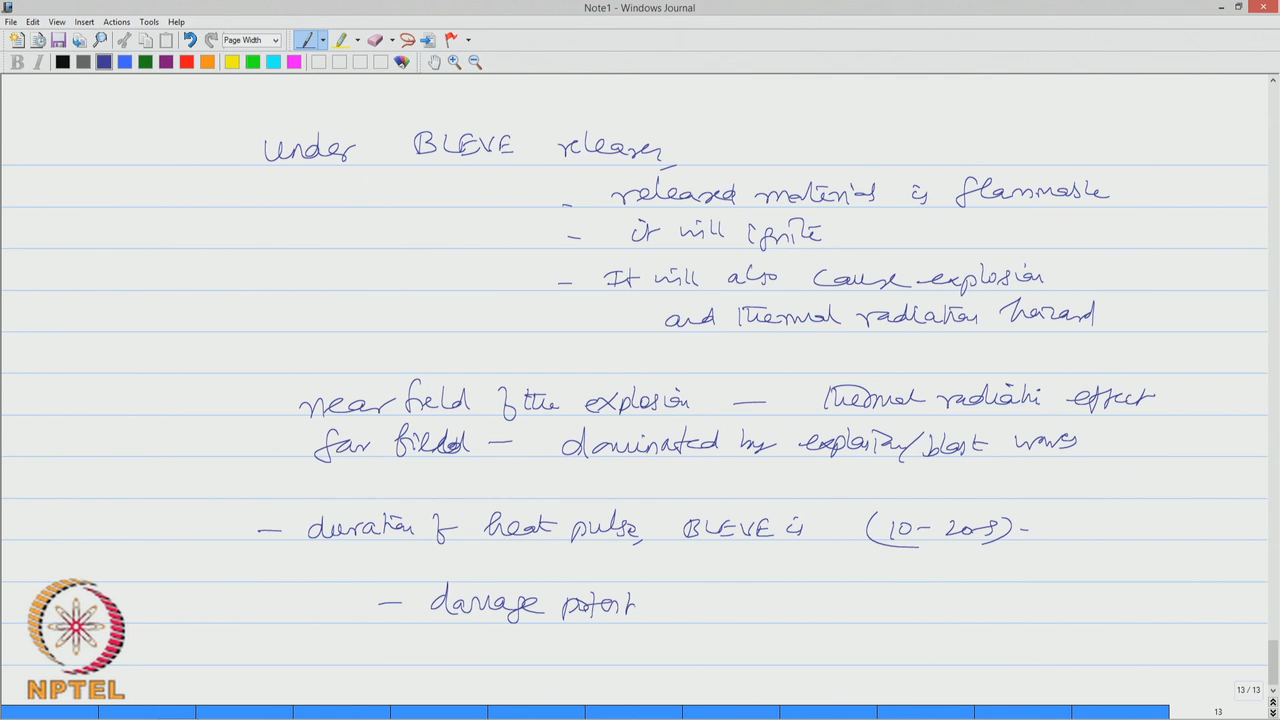 Note1 - Windows Journal
File Edit View Insert Actions Tools Help
Page Width
under BLEVE releases,
- released material is flammable
- it will ignite
- It will also cause explosion
and thermal radiation hazard
near field of the explosion — thermal radiatin effect
far field — dominated by explosion/blast waves
- duration of heat pulse, BLEVE is (10-20s) -
- damage potent
NPTEL
13 / 13
13